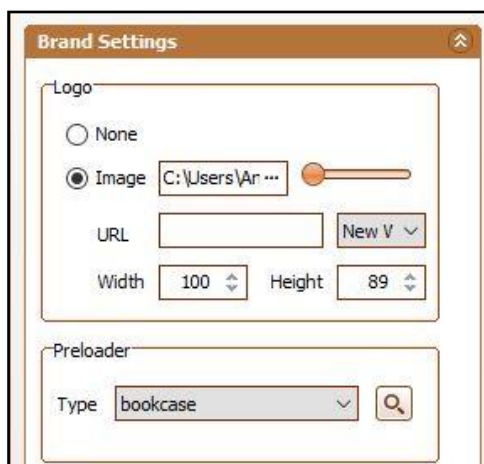 Brand Settings
Logo
None
Image C:\Users\Ar ...
URL New V
Width 100 Height 89
Preloader
Type bookcase